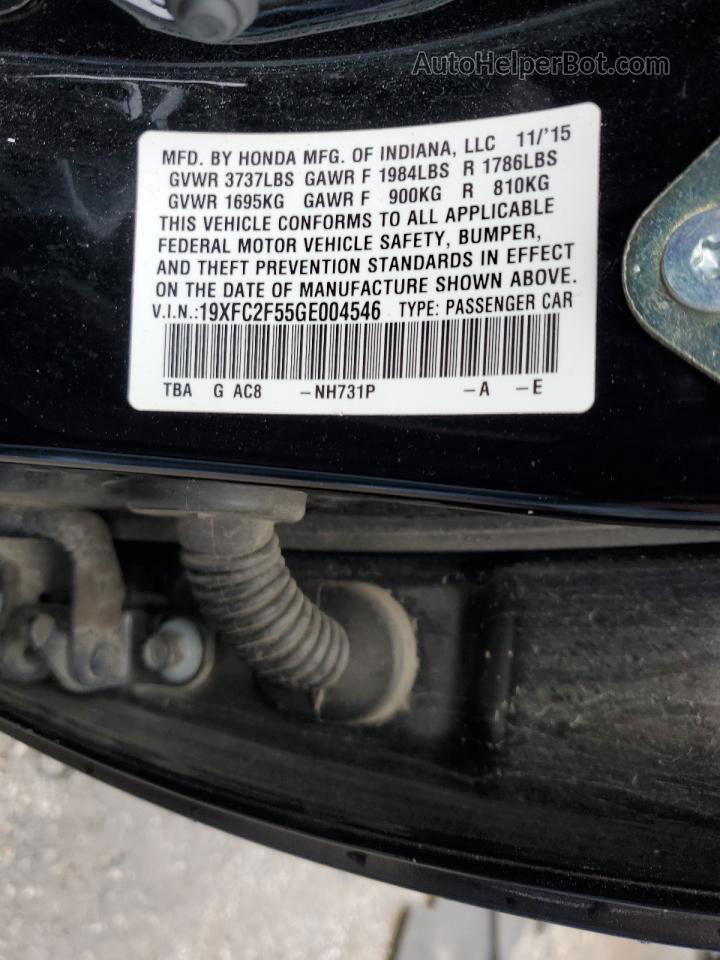 AutoHelperBot.com
MFD. BY HONDA MFG. OF INDIANA, LLC 11/'15
GVWR 3737LBS GAWR F 1984LBS R 1786LBS
GVWR 1695KG GAWR F 900KG R 810KG
THIS VEHICLE CONFORMS TO ALL APPLICABLE
FEDERAL MOTOR VEHICLE SAFETY, BUMPER,
AND THEFT PREVENTION STANDARDS IN EFFECT
ON THE DATE OF MANUFACTURE SHOWN ABOVE.
V.I.N.:19XFC2F55GE004546 TYPE: PASSENGER CAR
TBA G AC8 -NH731P -A -E